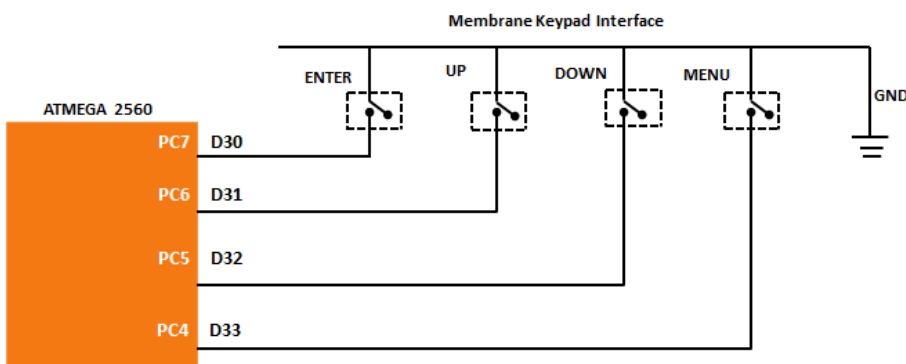 Membrane Keypad Interface
ENTER
UP
DOWN
MENU
GND
ATMEGA 2560
PC7 D30
PC6 D31
PC5 D32
PC4 D33